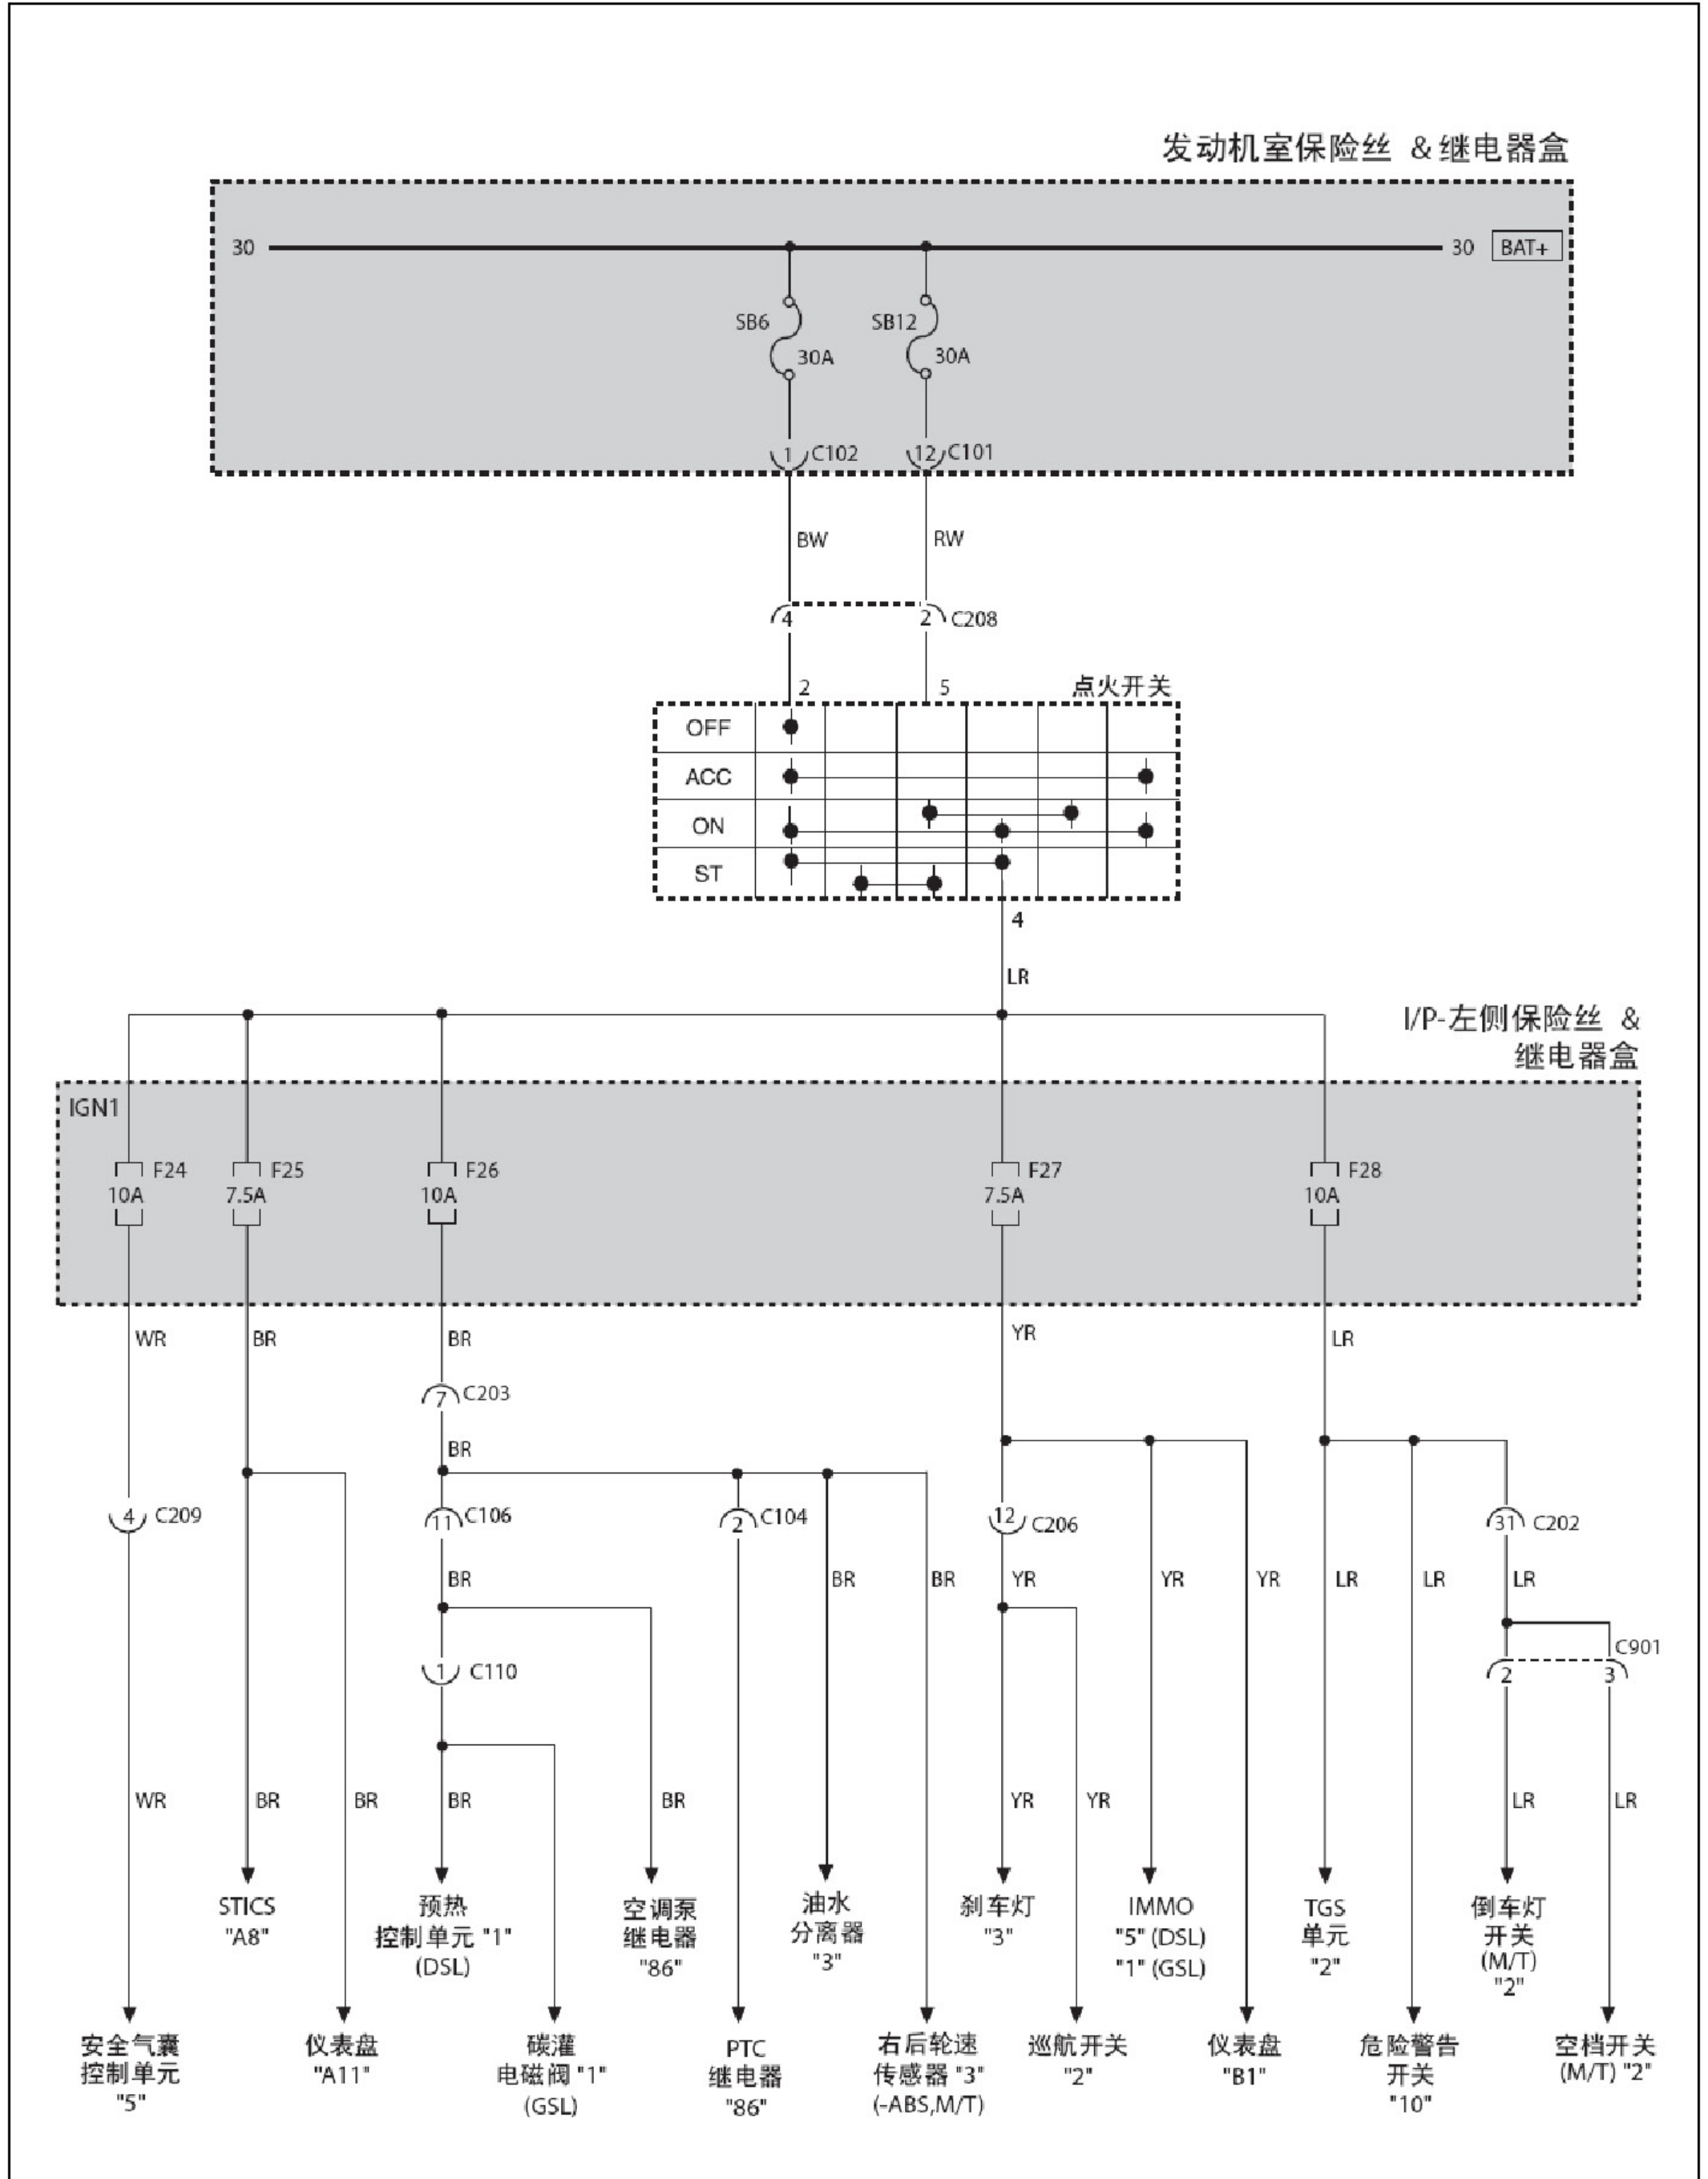 发动机室保险丝 & 继电器盒
30
30
BAT+
SB6
30A
SB12
30A
1
C102
12
C101
BW
RW
4
2
C208
2
5
点火开关
OFF
ACC
ON
ST
4
LR
I/P-左侧保险丝 &
继电器盒
IGN1
F24
10A
F25
7.5A
F26
10A
F27
7.5A
F28
10A
WR
BR
BR
YR
LR
7
C203
BR
4
C209
11
C106
2
C104
12
C206
31
C202
BR
BR
BR
YR
YR
YR
LR
LR
LR
1
C110
C901
2
3
WR
BR
BR
BR
BR
YR
YR
LR
LR
STICS
"A8"
预热
控制单元 "1"
(DSL)
空调泵
继电器
"86"
油水
分离器
"3"
刹车灯
"3"
IMMO
"5" (DSL)
"1" (GSL)
TGS
单元
"2"
倒车灯
开关
(M/T)
"2"
安全气囊
控制单元
"5"
仪表盘
"A11"
碳灌
电磁阀 "1"
(GSL)
PTC
继电器
"86"
右后轮速
传感器 "3"
(-ABS,M/T)
巡航开关
"2"
仪表盘
"B1"
危险警告
开关
"10"
空档开关
(M/T) "2"